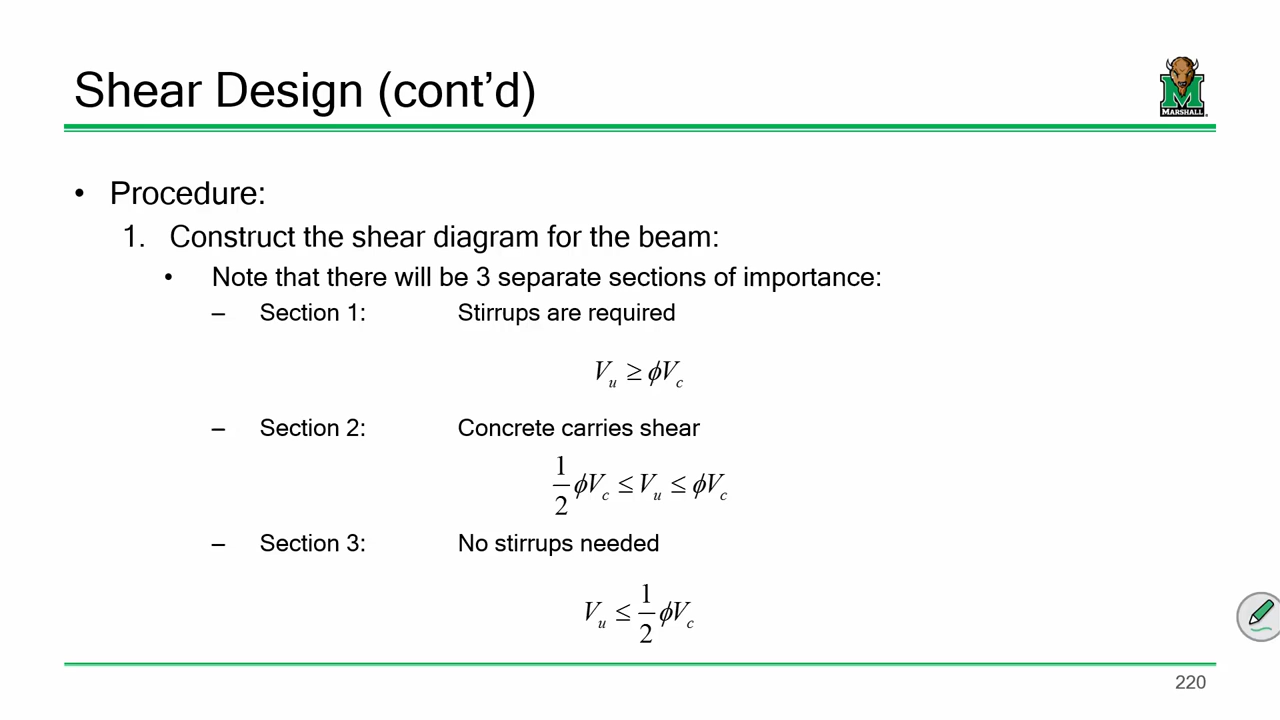 Shear Design (cont’d)
MARSHALL
• Procedure:
1. Construct the shear diagram for the beam:
• Note that there will be 3 separate sections of importance:
– Section 1: Stirrups are required
V_u ≥ ϕV_c
– Section 2: Concrete carries shear
1/2 ϕV_c ≤ V_u ≤ ϕV_c
– Section 3: No stirrups needed
V_u ≤ 1/2 ϕV_c
220